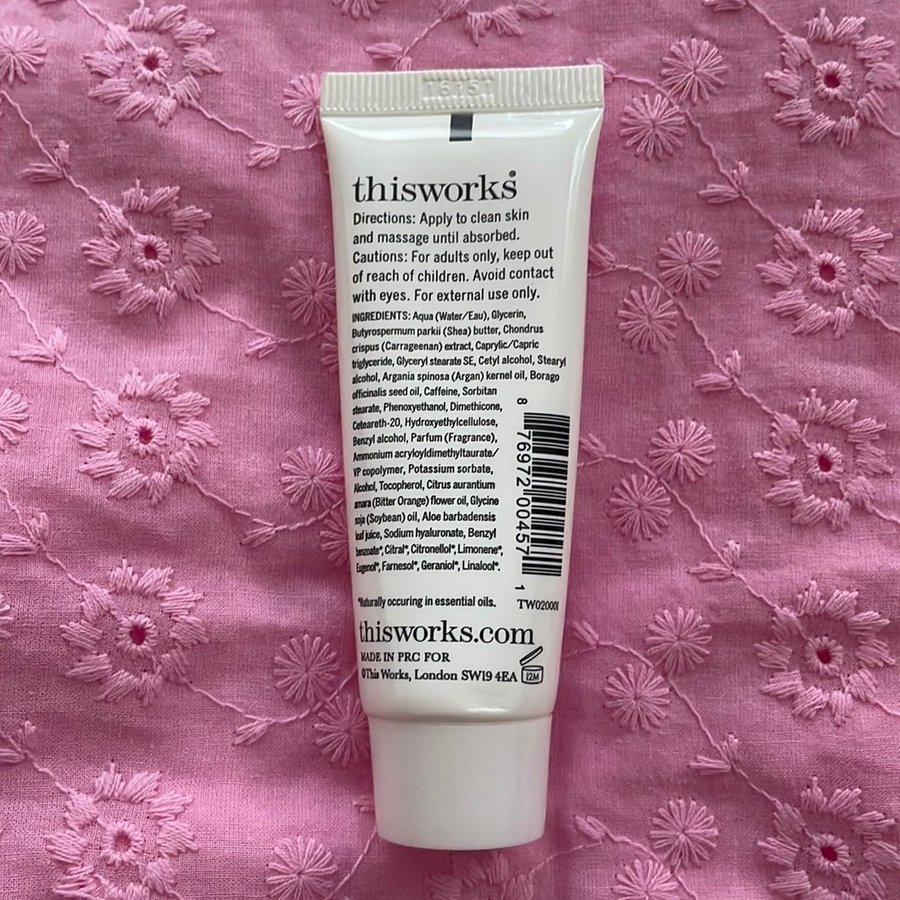 16151
thisworks®
Directions: Apply to clean skin
and massage until absorbed.
Cautions: For adults only, keep out
of reach of children. Avoid contact
with eyes. For external use only.
INGREDIENTS: Aqua (Water/Eau), Glycerin,
Butyrospermum parkii (Shea) butter, Chondrus
crispus (Carrageenan) extract, Caprylic/Capric
triglyceride, Glyceryl stearate SE, Cetyl alcohol, Stearyl
alcohol, Argania spinosa (Argan) kernel oil, Borago
officinalis seed oil, Caffeine, Sorbitan
stearate, Phenoxyethanol, Dimethicone,
Ceteareth-20, Hydroxyethylcellulose,
Benzyl alcohol, Parfum (Fragrance),
Ammonium acryloyldimethyltaurate/
VP copolymer, Potassium sorbate,
Alcohol, Tocopherol, Citrus aurantium
amara (Bitter Orange) flower oil, Glycine
soja (Soybean) oil, Aloe barbadensis
leaf juice, Sodium hyaluronate, Benzyl
benzoate*, Citral*, Citronellol*, Limonene*,
Eugenol*, Farnesol*, Geraniol*, Linalool*.
8 76972 00457 1
*Naturally occuring in essential oils.
TW020001
thisworks.com
MADE IN PRC FOR
©This Works, London SW19 4EA
12M